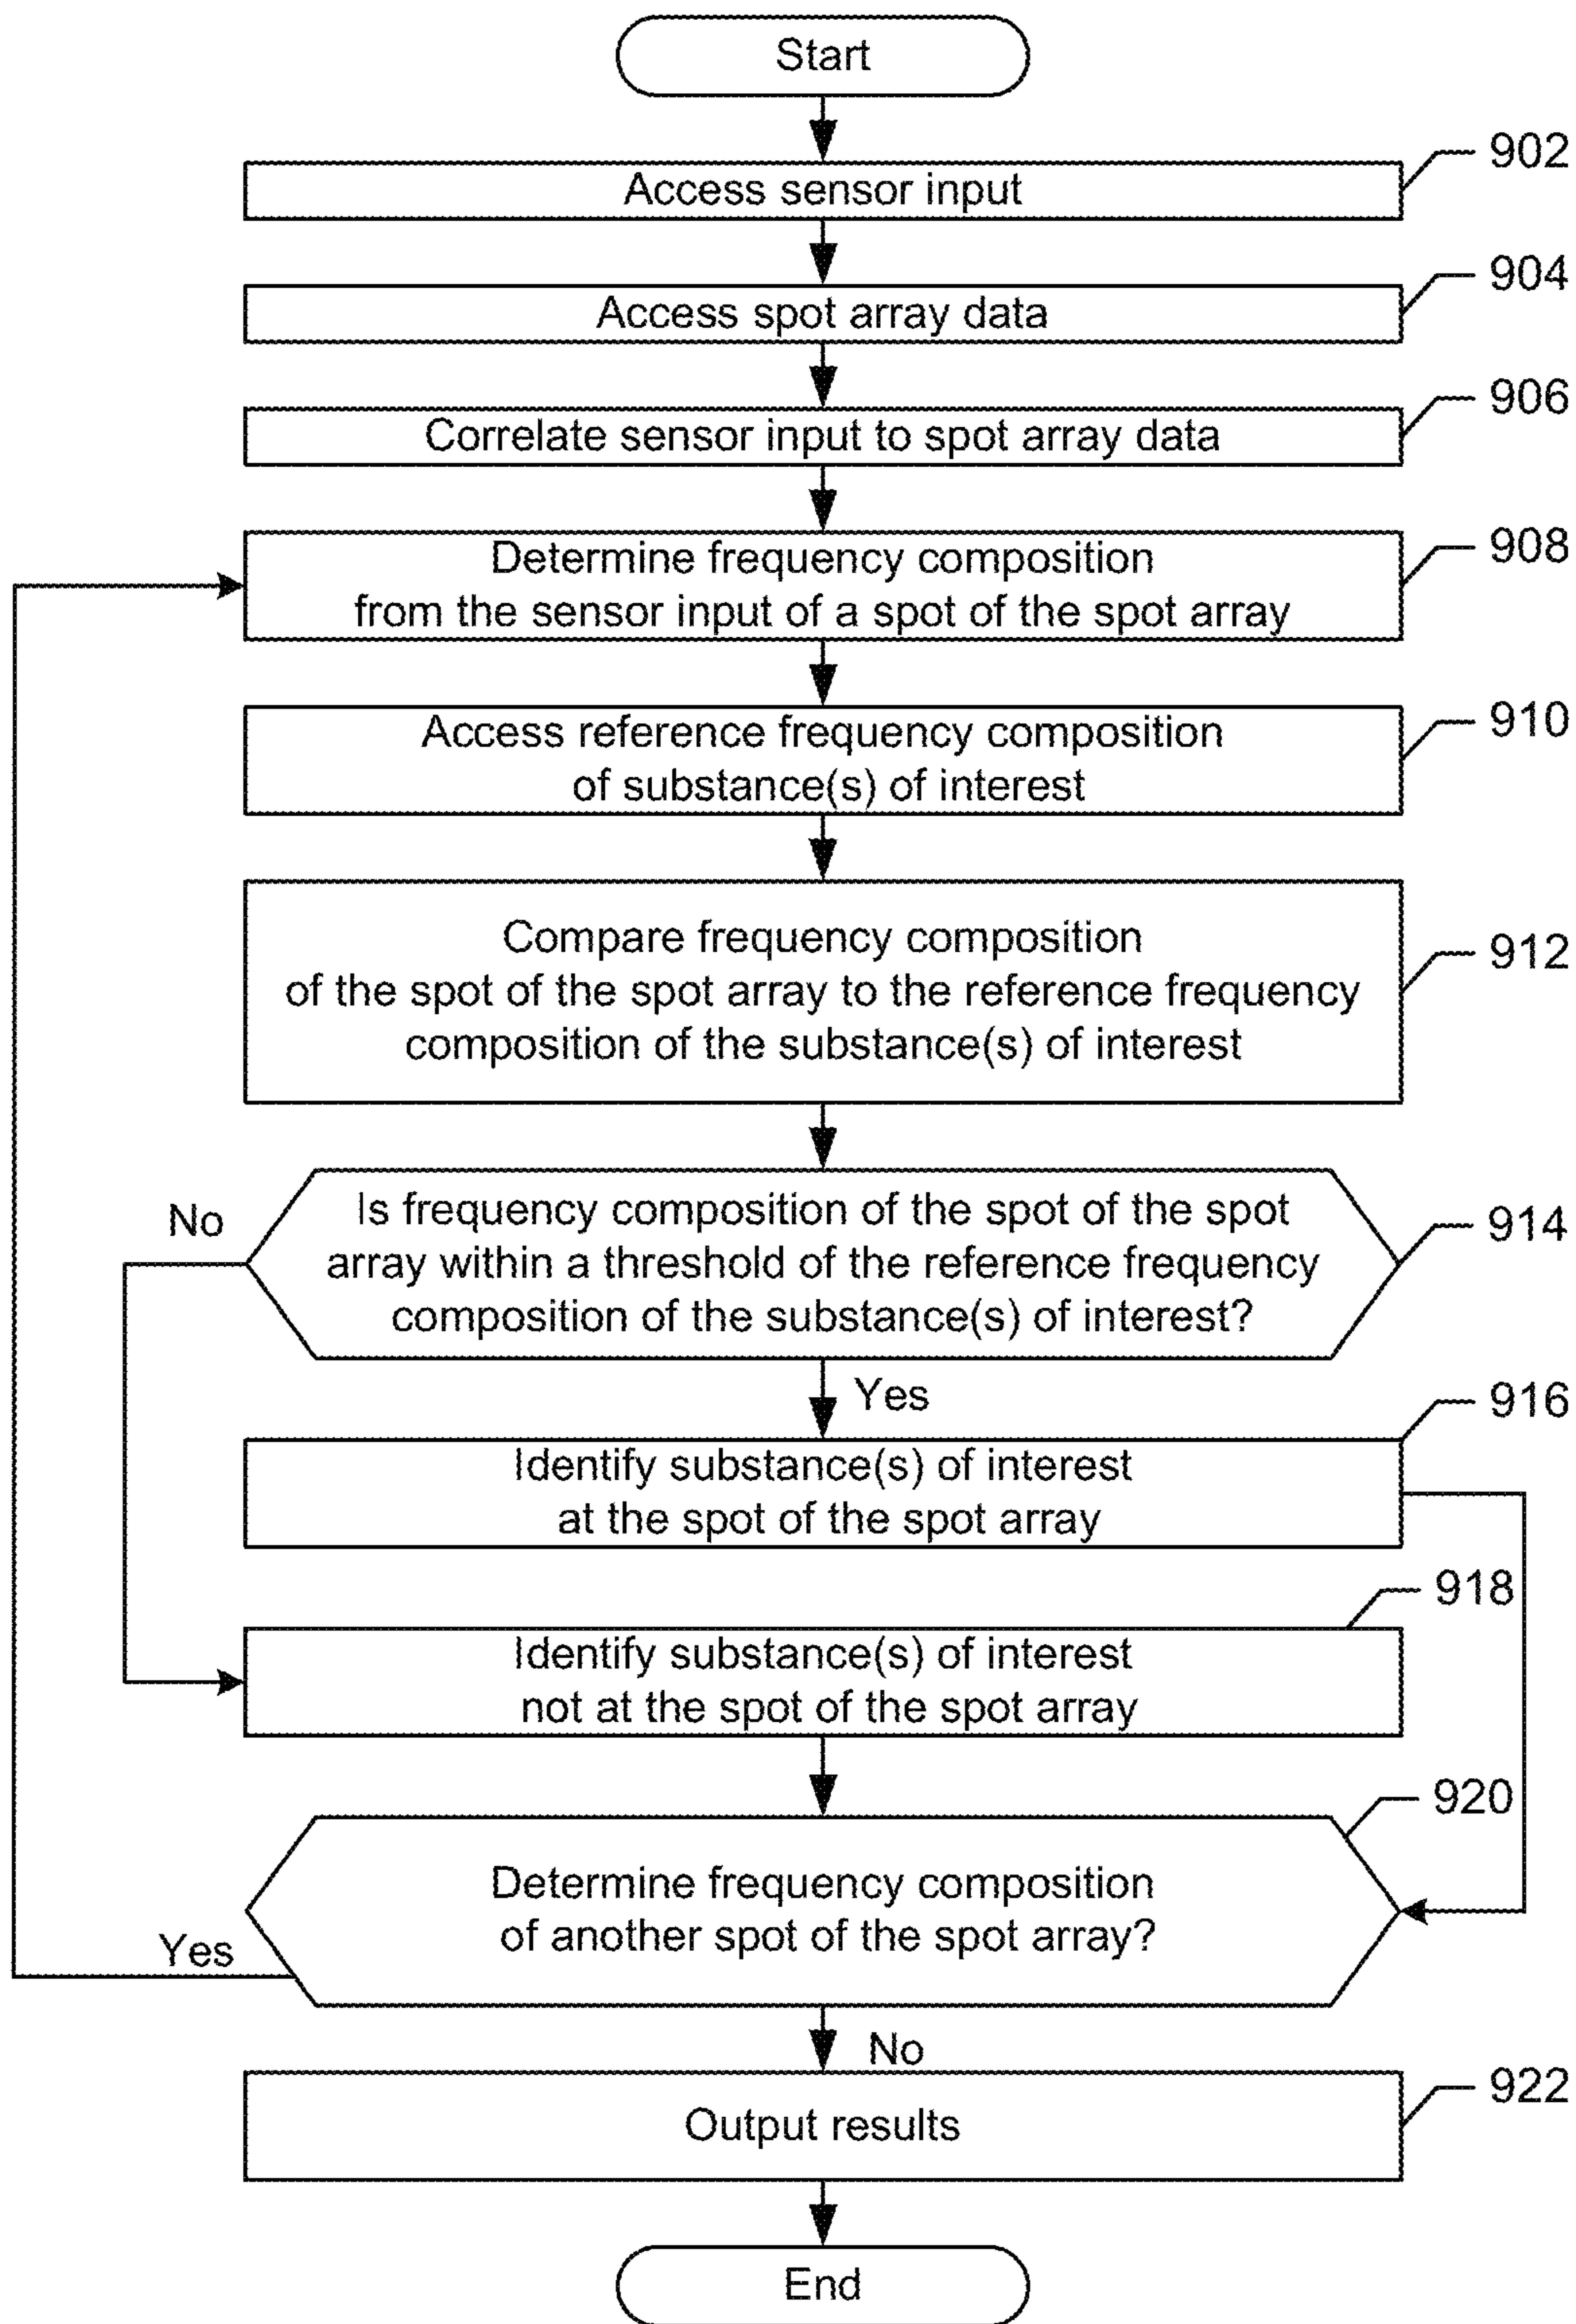 Start
902
Access sensor input
904
Access spot array data
906
Correlate sensor input to spot array data
908
Determine frequency composition
from the sensor input of a spot of the spot array
910
Access reference frequency composition
of substance(s) of interest
912
Compare frequency composition
of the spot of the spot array to the reference frequency
composition of the substance(s) of interest
914
No
Is frequency composition of the spot of the spot
array within a threshold of the reference frequency
composition of the substance(s) of interest?
Yes
916
Identify substance(s) of interest
at the spot of the spot array
918
Identify substance(s) of interest
not at the spot of the spot array
920
Determine frequency composition
of another spot of the spot array?
Yes
No
922
Output results
End